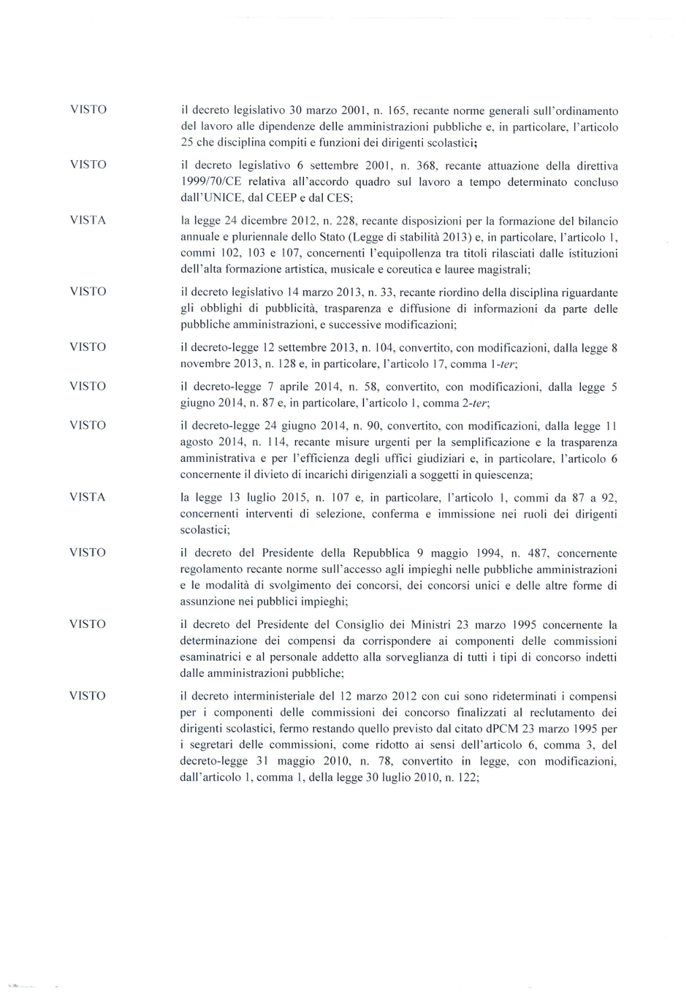 VISTO il decreto legislativo 30 marzo 2001, n. 165, recante norme generali sull'ordinamento
del lavoro alle dipendenze delle amministrazioni pubbliche e, in particolare, l'articolo
25 che disciplina compiti e funzioni dei dirigenti scolastici;
VISTO il decreto legislativo 6 settembre 2001, n. 368, recante attuazione della direttiva
1999/70/CE relativa all'accordo quadro sul lavoro a tempo determinato concluso
dall'UNICE, dal CEEP e dal CES;
VISTA la legge 24 dicembre 2012, n. 228, recante disposizioni per la formazione del bilancio
annuale e pluriennale dello Stato (Legge di stabilità 2013) e, in particolare, l'articolo 1,
commi 102, 103 e 107, concernenti l'equipollenza tra titoli rilasciati dalle istituzioni
dell'alta formazione artistica, musicale e coreutica e lauree magistrali;
VISTO il decreto legislativo 14 marzo 2013, n. 33, recante riordino della disciplina riguardante
gli obblighi di pubblicità, trasparenza e diffusione di informazioni da parte delle
pubbliche amministrazioni, e successive modificazioni;
VISTO il decreto-legge 12 settembre 2013, n. 104, convertito, con modificazioni, dalla legge 8
novembre 2013, n. 128 e, in particolare, l'articolo 17, comma 1-ter;
VISTO il decreto-legge 7 aprile 2014, n. 58, convertito, con modificazioni, dalla legge 5
giugno 2014, n. 87 e, in particolare, l'articolo 1, comma 2-ter;
VISTO il decreto-legge 24 giugno 2014, n. 90, convertito, con modificazioni, dalla legge 11
agosto 2014, n. 114, recante misure urgenti per la semplificazione e la trasparenza
amministrativa e per l'efficienza degli uffici giudiziari e, in particolare, l'articolo 6
concernente il divieto di incarichi dirigenziali a soggetti in quiescenza;
VISTA la legge 13 luglio 2015, n. 107 e, in particolare, l'articolo 1, commi da 87 a 92,
concernenti interventi di selezione, conferma e immissione nei ruoli dei dirigenti
scolastici;
VISTO il decreto del Presidente della Repubblica 9 maggio 1994, n. 487, concernente
regolamento recante norme sull'accesso agli impieghi nelle pubbliche amministrazioni
e le modalità di svolgimento dei concorsi, dei concorsi unici e delle altre forme di
assunzione nei pubblici impieghi;
VISTO il decreto del Presidente del Consiglio dei Ministri 23 marzo 1995 concernente la
determinazione dei compensi da corrispondere ai componenti delle commissioni
esaminatrici e al personale addetto alla sorveglianza di tutti i tipi di concorso indetti
dalle amministrazioni pubbliche;
VISTO il decreto interministeriale del 12 marzo 2012 con cui sono rideterminati i compensi
per i componenti delle commissioni dei concorso finalizzati al reclutamento dei
dirigenti scolastici, fermo restando quello previsto dal citato dPCM 23 marzo 1995 per
i segretari delle commissioni, come ridotto ai sensi dell'articolo 6, comma 3, del
decreto-legge 31 maggio 2010, n. 78, convertito in legge, con modificazioni,
dall'articolo 1, comma 1, della legge 30 luglio 2010, n. 122;